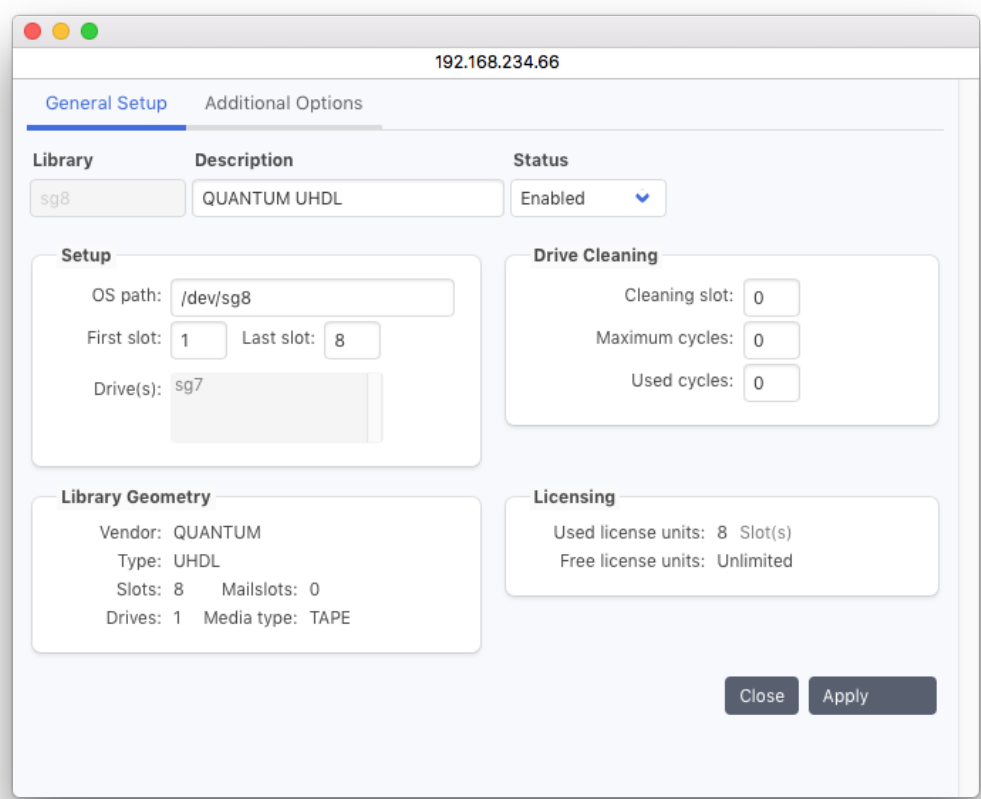 192.168.234.66
General Setup Additional Options
Library Description Status
sg8 QUANTUM UHDL Enabled
Setup
OS path: /dev/sg8
First slot: 1 Last slot: 8
Drive(s): sg7
Drive Cleaning
Cleaning slot: 0
Maximum cycles: 0
Used cycles: 0
Library Geometry
Vendor: QUANTUM
Type: UHDL
Slots: 8 Mailslots: 0
Drives: 1 Media type: TAPE
Licensing
Used license units: 8 Slot(s)
Free license units: Unlimited
Close Apply